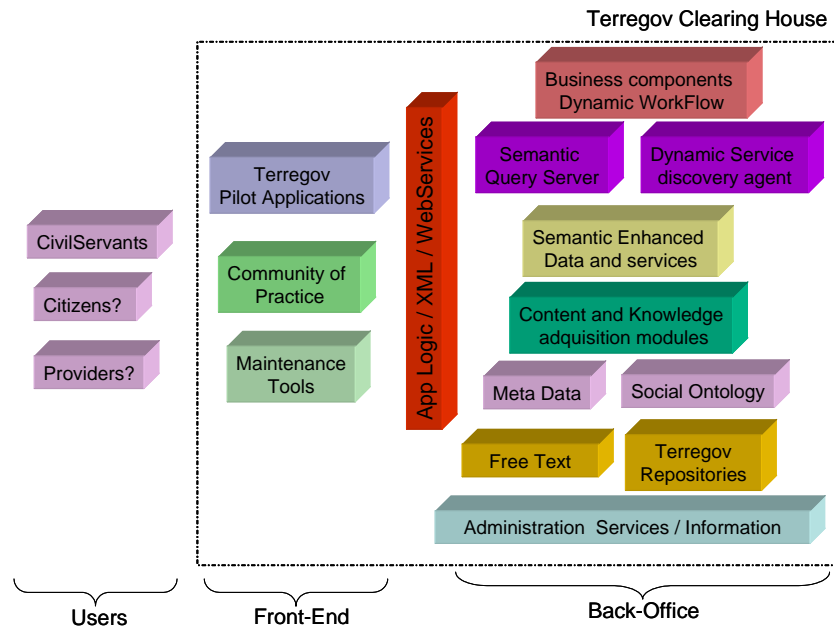 Terregov Clearing House
CivilServants
Citizens?
Providers?
Terregov
Pilot Applications
Community of
Practice
Maintenance
Tools
App Logic / XML / WebServices
Business components
Dynamic WorkFlow
Semantic
Query Server
Dynamic Service
discovery agent
Semantic Enhanced
Data and services
Content and Knowledge
adquisition modules
Meta Data
Social Ontology
Free Text
Terregov
Repositories
Administration Services / Information
Users
Front-End
Back-Office